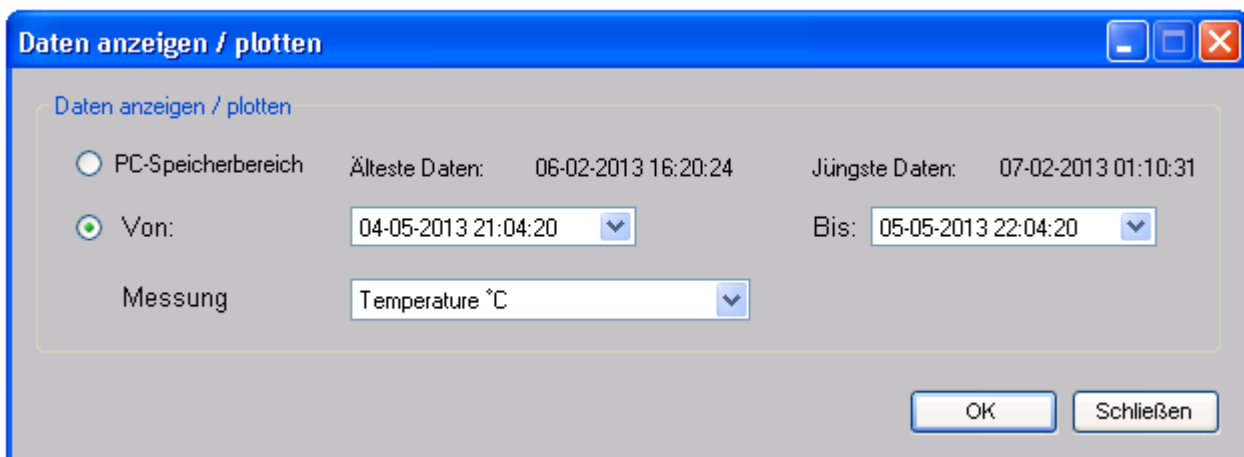 Daten anzeigen / plotten
Daten anzeigen / plotten
PC-Speicherbereich Älteste Daten: 06-02-2013 16:20:24 Jüngste Daten: 07-02-2013 01:10:31
Von: 04-05-2013 21:04:20 Bis: 05-05-2013 22:04:20
Messung Temperature °C
OK Schließen